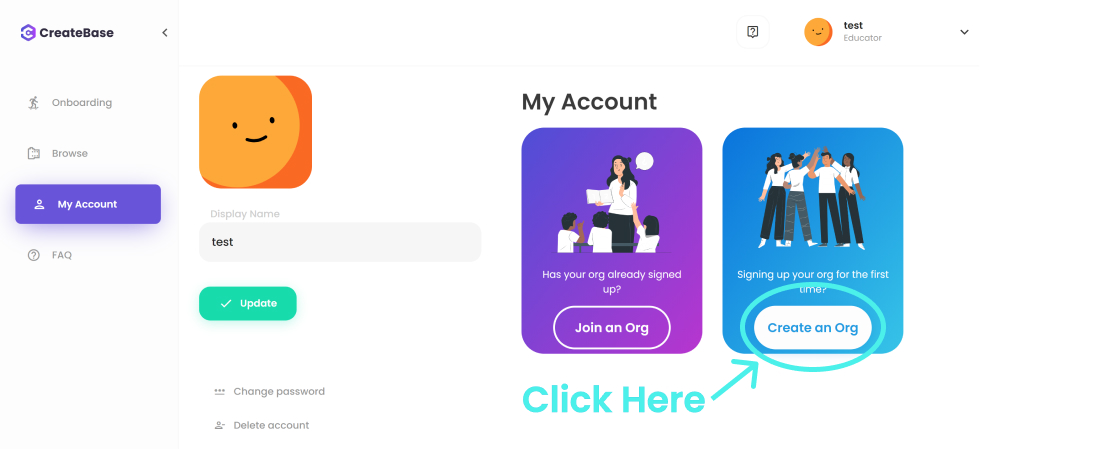 CreateBase
test
Educator
Onboarding
Browse
My Account
FAQ
Display Name
test
Update
Change password
Delete account
My Account
Has your org already signed
up?
Join an Org
Signing up your org for the first
time?
Create an Org
Click Here